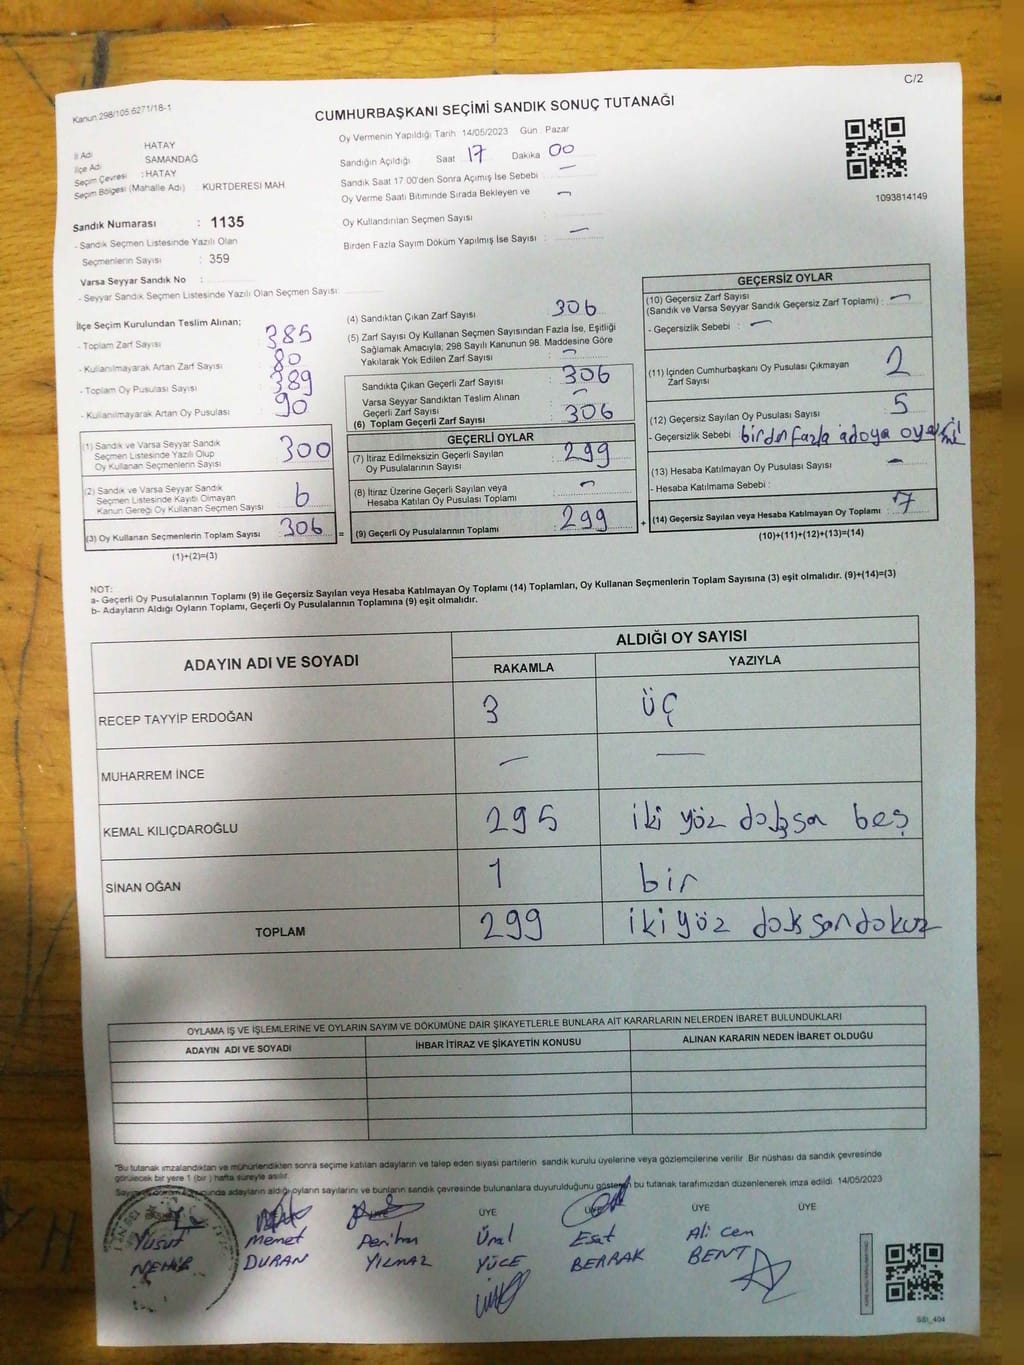 C/2
Kanun:298/105 6271/18-1
CUMHURBAŞKANI SEÇİMİ SANDIK SONUÇ TUTANAĞI
Oy Vermenin Yapıldığı Tarih 14/05/2023 Gün : Pazar
İl Adı : HATAY
İlçe Adı : SAMANDAĞ
Seçim Çevresi : HATAY
Seçim Bölgesi (Mahalle Adı) KURTDERESİ MAH
Sandığın Açıldığı Saat 17 Dakika 00
Sandık Saat 17.00'den Sonra Açımış İse Sebebi : —
Oy Verme Saati Bitiminde Sırada Bekleyen ve
Oy Kullandırılan Seçmen Sayısı —
Birden Fazla Sayım Döküm Yapılmış İse Sayısı : —
1093814149
Sandık Numarası : 1135
- Sandık Seçmen Listesinde Yazılı Olan
Seçmenlerin Sayısı : 359
Varsa Seyyar Sandık No :
- Seyyar Sandık Seçmen Listesinde Yazılı Olan Seçmen Sayısı:
İlçe Seçim Kurulundan Teslim Alınan;
- Toplam Zarf Sayısı : 385
- Kullanılmayarak Artan Zarf Sayısı : 80
- Toplam Oy Pusulası Sayısı : 389
- Kullanılmayarak Artan Oy Pusulası : 90
(1) Sandık ve Varsa Seyyar Sandık
Seçmen Listesinde Yazılı Olup
Oy Kullanan Seçmenlerin Sayısı 300
(2) Sandık ve Varsa Seyyar Sandık
Seçmen Listesinde Kayıtlı Olmayan
Kanun Gereği Oy Kullanan Seçmen Sayısı 6
(3) Oy Kullanan Seçmenlerin Toplam Sayısı 306
(1)+(2)=(3)
(4) Sandıktan Çıkan Zarf Sayısı : 306
(5) Zarf Sayısı Oy Kullanan Seçmen Sayısından Fazla İse, Eşitliği
Sağlamak Amacıyla, 298 Sayılı Kanunun 98. Maddesine Göre
Yakılarak Yok Edilen Zarf Sayısı : —
Sandıkta Çıkan Geçerli Zarf Sayısı : 306
Varsa Seyyar Sandıktan Teslim Alınan
Geçerli Zarf Sayısı : —
(6) Toplam Geçerli Zarf Sayısı : 306
GEÇERLİ OYLAR
(7) İtiraz Edilmeksizin Geçerli Sayılan
Oy Pusulalarının Sayısı : 299
(8) İtiraz Üzerine Geçerli Sayılan veya
Hesaba Katılan Oy Pusulası Toplamı : —
= (9) Geçerli Oy Pusulalarının Toplamı : 299 +
GEÇERSİZ OYLAR
(10) Geçersiz Zarf Sayısı
(Sandık ve Varsa Seyyar Sandık Geçersiz Zarf Toplamı) : —
- Geçersizlik Sebebi : —
(11) İçinden Cumhurbaşkanı Oy Pusulası Çıkmayan
Zarf Sayısı : 2
(12) Geçersiz Sayılan Oy Pusulası Sayısı : 5
- Geçersizlik Sebebi birden fazla adaya oy
(13) Hesaba Katılmayan Oy Pusulası Sayısı : —
- Hesaba Katılmama Sebebi :
(14) Geçersiz Sayılan veya Hesaba Katılmayan Oy Toplamı : 7
(10)+(11)+(12)+(13)=(14)
NOT:
a- Geçerli Oy Pusulalarının Toplamı (9) ile Geçersiz Sayılan veya Hesaba Katılmayan Oy Toplamı (14) Toplamları, Oy Kullanan Seçmenlerin Toplam Sayısına (3) eşit olmalıdır. (9)+(14)=(3)
b- Adayların Aldığı Oyların Toplamı, Geçerli Oy Pusulalarının Toplamına (9) eşit olmalıdır.
ADAYIN ADI VE SOYADI ALDIĞI OY SAYISI
RAKAMLA YAZIYLA
RECEP TAYYİP ERDOĞAN 3 üç
MUHARREM İNCE — —
KEMAL KILIÇDAROĞLU 295 iki yöz doksan beş
SİNAN OĞAN 1 bir
TOPLAM 299 iki yöz doksan dokuz
OYLAMA İŞ VE İŞLEMLERİNE VE OYLARIN SAYIM VE DÖKÜMÜNE DAİR ŞİKAYETLERLE BUNLARA AİT KARARLARIN NELERDEN İBARET BULUNDUKLARI
ADAYIN ADI VE SOYADI İHBAR İTİRAZ VE ŞİKAYETİN KONUSU ALINAN KARARIN NEDEN İBARET OLDUĞU
"Bu tutanak imzalandıktan ve mühürlendikten sonra seçime katılan adayların ve talep eden siyasi partilerin sandık kurulu üyelerine veya gözlemcilerine verilir. Bir nüshası da sandık çevresinde
görülecek bir yere 1 (bir) hafta süreyle asılır.
adayların aldığı oyların sayılarını ve bunların sandık çevresinde bulunanlara duyurulduğunu gösteren bu tutanak tarafımızdan düzenlenerek imza edildi. 14/05/2023
ÜYE ÜYE ÜYE ÜYE
Yusuf Memet Perihan Ünal Esat Ali Cem
NEHİR DURAN YILMAZ YÜCE BERRAK BENT
SSI_404